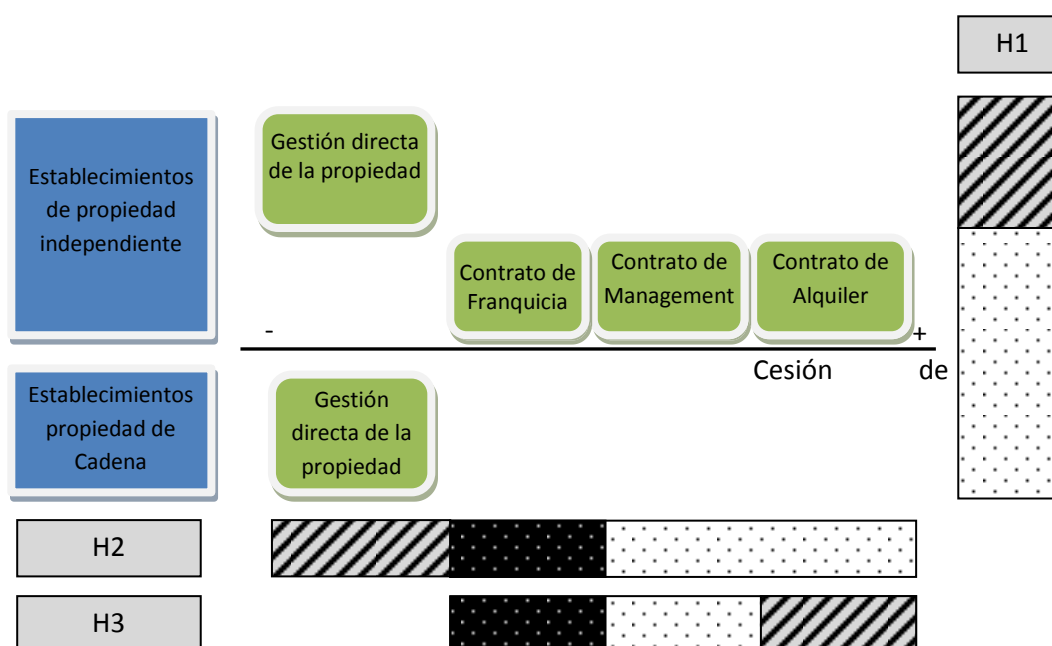 H1
Establecimientos
de propiedad
independiente
Gestión directa
de la propiedad
Contrato de
Franquicia
Contrato de
Management
Contrato de
Alquiler
- +
Cesión de
Establecimientos
propiedad de
Cadena
Gestión
directa de la
propiedad
H2
H3